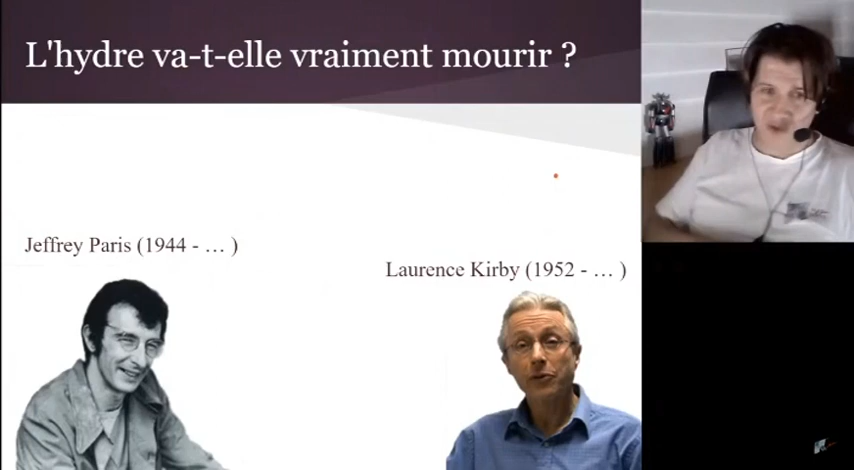 L'hydre va-t-elle vraiment mourir ?
Jeffrey Paris (1944 - … )
Laurence Kirby (1952 - … )